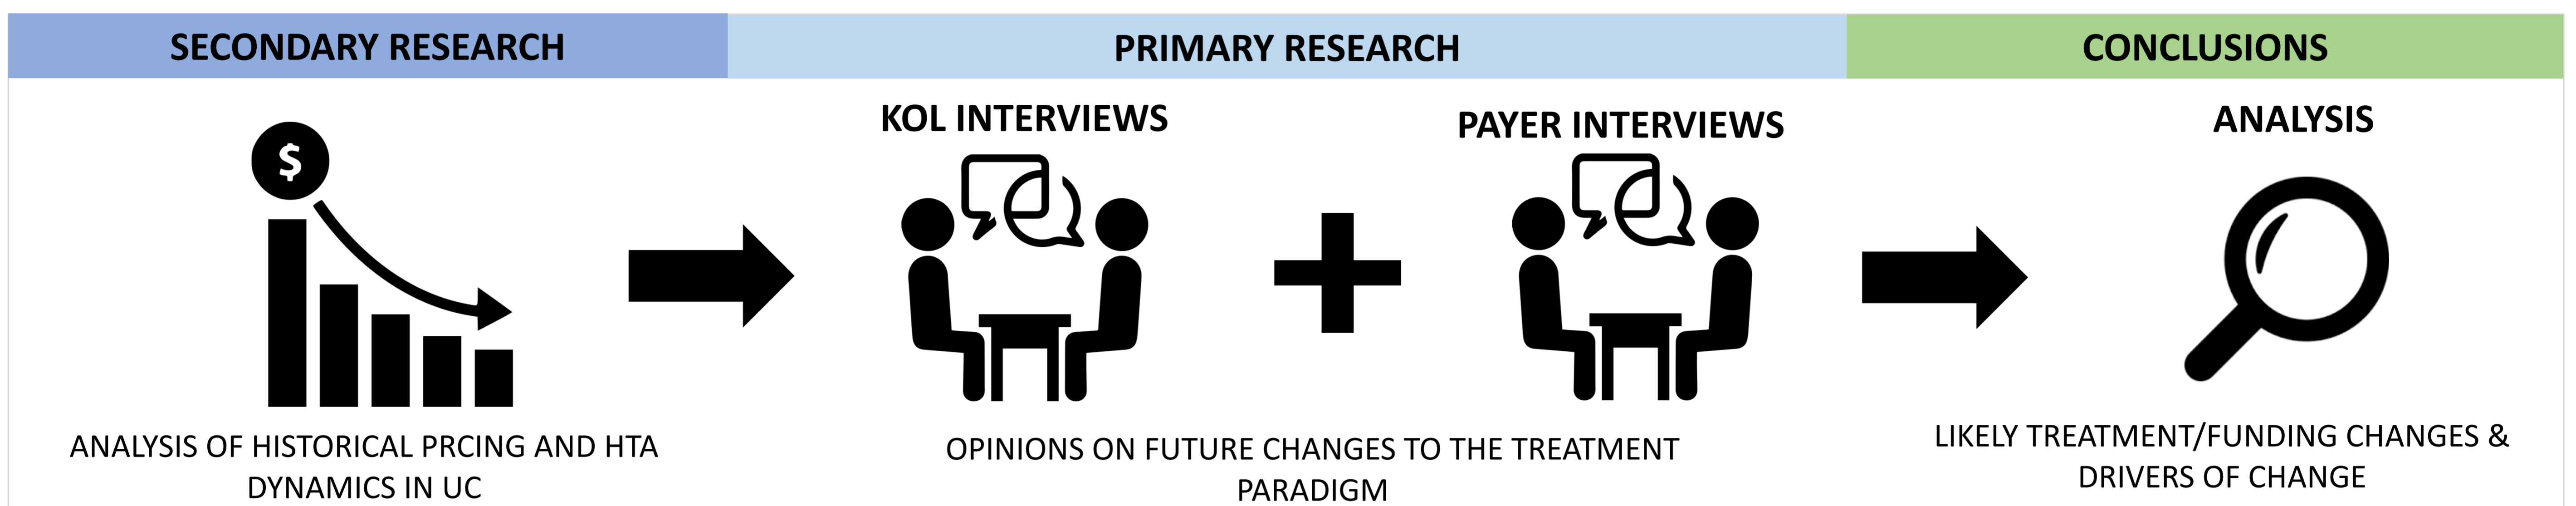 SECONDARY RESEARCH
PRIMARY RESEARCH
CONCLUSIONS
$
ANALYSIS OF HISTORICAL PRCING AND HTA
DYNAMICS IN UC
KOL INTERVIEWS
PAYER INTERVIEWS
OPINIONS ON FUTURE CHANGES TO THE TREATMENT
PARADIGM
ANALYSIS
LIKELY TREATMENT/FUNDING CHANGES &
DRIVERS OF CHANGE